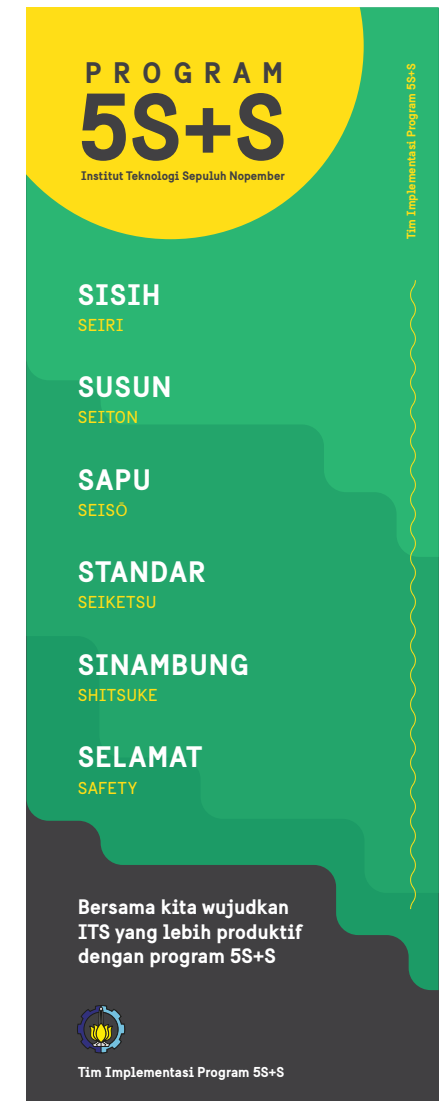 PROGRAM
5S+S
Institut Teknologi Sepuluh Nopember
Tim Implementasi Program 5S+S
SISIH
SEIRI
SUSUN
SEITON
SAPU
SEISŌ
STANDAR
SEIKETSU
SINAMBUNG
SHITSUKE
SELAMAT
SAFETY
Bersama kita wujudkan
ITS yang lebih produktif
dengan program 5S+S
Tim Implementasi Program 5S+S